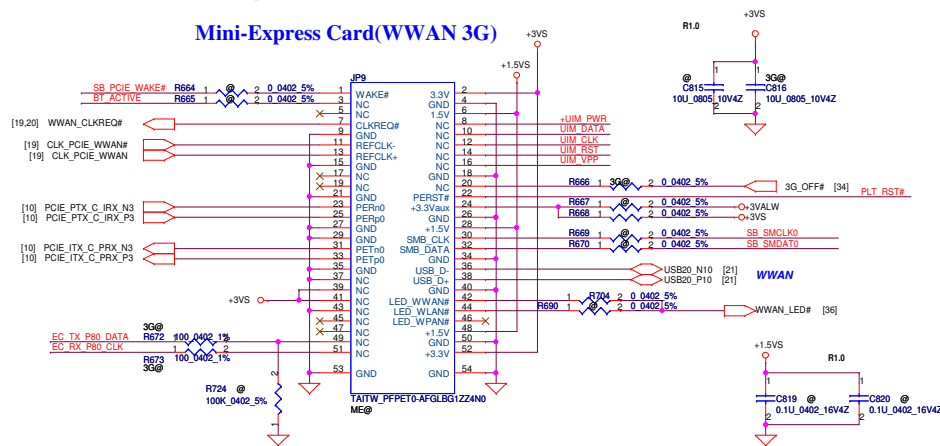 Mini-Express Card(WWAN 3G)
+3VS
+1.5VS
R1.0
+3VS
@
C815
10U_0805_10V4Z
3G@
C816
10U_0805_10V4Z
1 2
1 2
JP9
SB_PCIE_WAKE# R664 1 @ 2 0_0402_5% 1 WAKE# 3.3V 2
BT_ACTIVE R665 1 @ 2 0_0402_5% 3 NC GND 4
5 NC 1.5V 6
[19,20] WWAN_CLKREQ# 7 CLKREQ# NC 8 +UIM_PWR
9 GND NC 10 UIM_DATA
[19] CLK_PCIE_WWAN# 11 REFCLK- NC 12 UIM_CLK
[19] CLK_PCIE_WWAN 13 REFCLK+ NC 14 UIM_RST
15 GND NC 16 UIM_VPP
17 NC GND 18
19 NC NC 20 R666 1 3G@ 2 0_0402_5% 3G_OFF# [34]
21 GND PERST# 22 PLT_RST#
[10] PCIE_PTX_C_IRX_N3 23 PERn0 +3.3Vaux 24 R667 1 @ 2 0_0402_5% +3VALW
[10] PCIE_PTX_C_IRX_P3 25 PERp0 GND 26 R668 1 2 0_0402_5% +3VS
27 GND +1.5V 28
29 GND SMB_CLK 30 R669 1 @ 2 0_0402_5% SB_SMCLK0
[10] PCIE_ITX_C_PRX_N3 31 PETn0 SMB_DATA 32 R670 1 @ 2 0_0402_5% SB_SMDAT0
[10] PCIE_ITX_C_PRX_P3 33 PETp0 GND 34
35 GND USB_D- 36 USB20_N10 [21] WWAN
37 NC USB_D+ 38 USB20_P10 [21]
39 NC GND 40
+3VS 41 NC LED_WWAN# 42 1 R704 2 0_0402_5%
43 NC LED_WLAN# 44 R690 1 @ 2 0_0402_5% WWAN_LED# [36]
45 NC LED_WPAN# 46
47 NC +1.5V 48
EC_TX_P80_DATA 3G@ R672 1 100_0402_1% 2 49 NC GND 50
EC_RX_P80_CLK R673 3G@ 1 100_0402_1% 2 51 NC +3.3V 52
53 GND GND 54
2
R724 @
100K_0402_5%
1
TAITW_PFPET0-AFGLBG1ZZ4N0
ME@
+1.5VS
R1.0
1 1
C819 @
0.1U_0402_16V4Z
C820 @
0.1U_0402_16V4Z
2 2